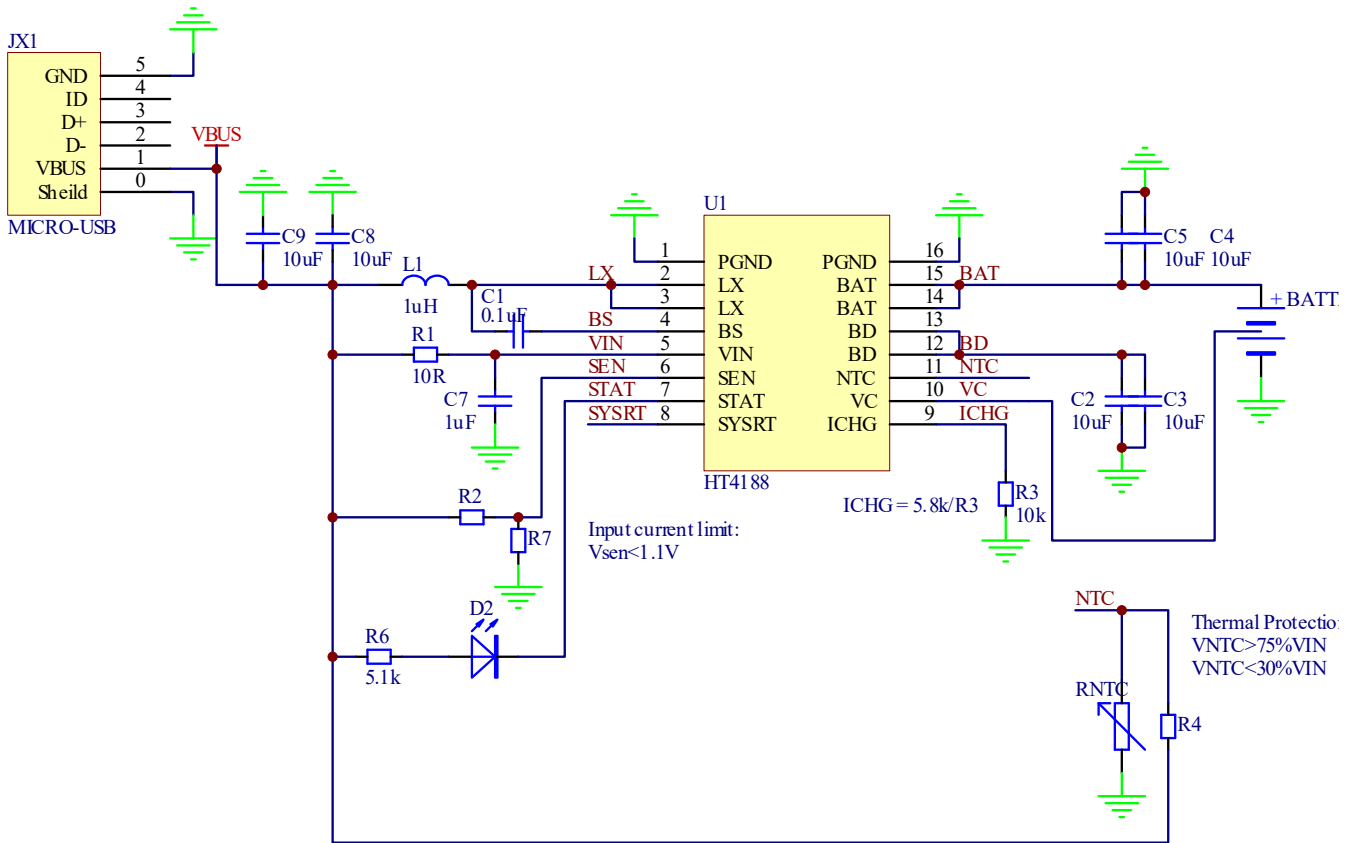 JX1
GND 5
ID 4
D+ 3
D- 2
VBUS 1
Sheild 0
MICRO-USB
VBUS
C9
10uF
C8
10uF
L1
1uH
C1
0.1uF
R1
10R
C7
1uF
R2
R7
D2
R6
5.1k
LX
BS
VIN
SEN
STAT
SYSRT
U1
1 PGND
2 LX
3 LX
4 BS
5 VIN
6 SEN
7 STAT
8 SYSRT
PGND 16
BAT 15
BAT 14
BD 13
BD 12
NTC 11
VC 10
ICHG 9
HT4188
BAT
BD
NTC
ICHG
Input current limit:
Vsen<1.1V
ICHG = 5.8k/R3
R3
10k
C5 C4
10uF 10uF
+ BATT
C2 C3
10uF 10uF
NTC
RNTC
R4
Thermal Protectio
VNTC>75%VIN
VNTC<30%VIN